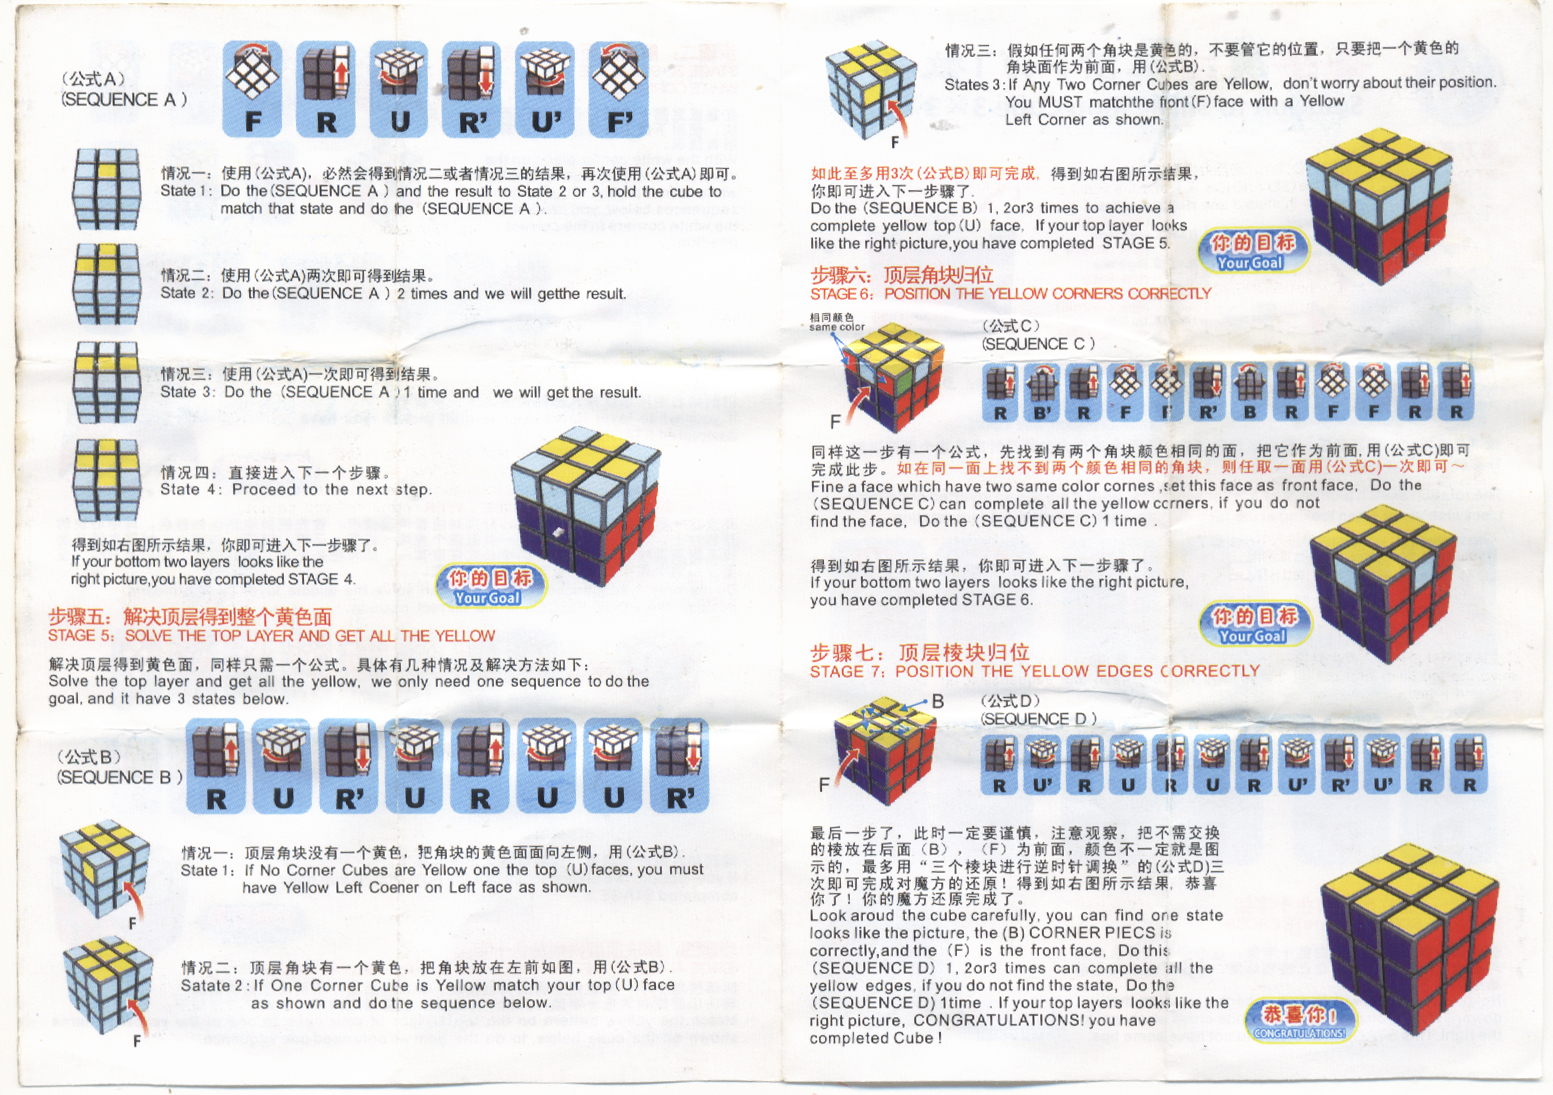 (公式A)
(SEQUENCE A )
F R U R’ U’ F’
情况一：使用(公式A)，必然会得到情况二或者情况三的结果，再次使用(公式A)即可。
State 1: Do the(SEQUENCE A ) and the result to State 2 or 3, hold the cube to
match that state and do the (SEQUENCE A ).
情况二：使用(公式A)两次即可得到结果。
State 2: Do the(SEQUENCE A ) 2 times and we will getthe result.
情况三：使用(公式A)一次即可得到结果。
State 3: Do the (SEQUENCE A )1 time and we will get the result.
情况四：直接进入下一个步骤。
State 4: Proceed to the next step.
得到如右图所示结果，你即可进入下一步骤了。
If your bottom two layers looks like the
right picture,you have completed STAGE 4.
你的目标
Your Goal
步骤五：解决顶层得到整个黄色面
STAGE 5: SOLVE THE TOP LAYER AND GET ALL THE YELLOW
解决顶层得到黄色面，同样只需一个公式。具体有几种情况及解决方法如下：
Solve the top layer and get all the yellow, we only need one sequence to do the
goal, and it have 3 states below.
(公式B)
(SEQUENCE B )
R U R’ U R U U R’
情况一：顶层角块没有一个黄色，把角块的黄色面面向左侧，用(公式B).
State 1: If No Corner Cubes are Yellow one the top (U)faces, you must
have Yellow Left Coener on Left face as shown.
F
情况二：顶层角块有一个黄色，把角块放在左前如图，用(公式B).
Satate 2: If One Corner Cube is Yellow match your top(U)face
as shown and do the sequence below.
F
情况三：假如任何两个角块是黄色的，不要管它的位置，只要把一个黄色的
角块面作为前面，用(公式B).
States 3: If Any Two Corner Cubes are Yellow, don't worry about their position.
You MUST matchthe front(F)face with a Yellow
Left Corner as shown.
F
如此至多用3次(公式B)即可完成, 得到如右图所示结果，
你即可进入下一步骤了.
Do the (SEQUENCE B) 1, 2or3 times to achieve a
complete yellow top(U) face, If your top layer looks
like the right picture,you have completed STAGE 5.
你的目标
Your Goal
步骤六：顶层角块归位
STAGE 6: POSITION THE YELLOW CORNERS CORRECTLY
相同颜色
same color
F
(公式C)
(SEQUENCE C )
R B’ R F F R’ B R F F R R
同样这一步有一个公式，先找到有两个角块颜色相同的面，把它作为前面, 用(公式C)即可
完成此步。如在同一面上找不到两个颜色相同的角块，则任取一面用(公式C)一次即可～
Fine a face which have two same color cornes ,set this face as front face, Do the
(SEQUENCE C) can complete all the yellow corners, if you do not
find the face, Do the (SEQUENCE C) 1 time .
得到如右图所示结果，你即可进入下一步骤了。
If your bottom two layers looks like the right picture,
you have completed STAGE 6.
你的目标
Your Goal
步骤七：顶层棱块归位
STAGE 7: POSITION THE YELLOW EDGES CORRECTLY
B
F
(公式D)
(SEQUENCE D )
R U’ R U R U R U’ R’ U’ R R
最后一步了，此时一定要谨慎，注意观察，把不需交换
的棱放在后面（B），（F）为前面，颜色不一定就是图
示的，最多用“三个棱块进行逆时针调换”的(公式D)三
次即可完成对魔方的还原！得到如右图所示结果, 恭喜
你了！你的魔方还原完成了。
Look aroud the cube carefully, you can find one state
looks like the picture, the (B) CORNER PIECS is
correctly,and the (F) is the front face, Do this
(SEQUENCE D) 1, 2or3 times can complete all the
yellow edges, if you do not find the state, Do the
(SEQUENCE D) 1time . If your top layers looks like the
right picture, CONGRATULATIONS! you have
completed Cube !
恭喜你！
CONGRATULATIONS!